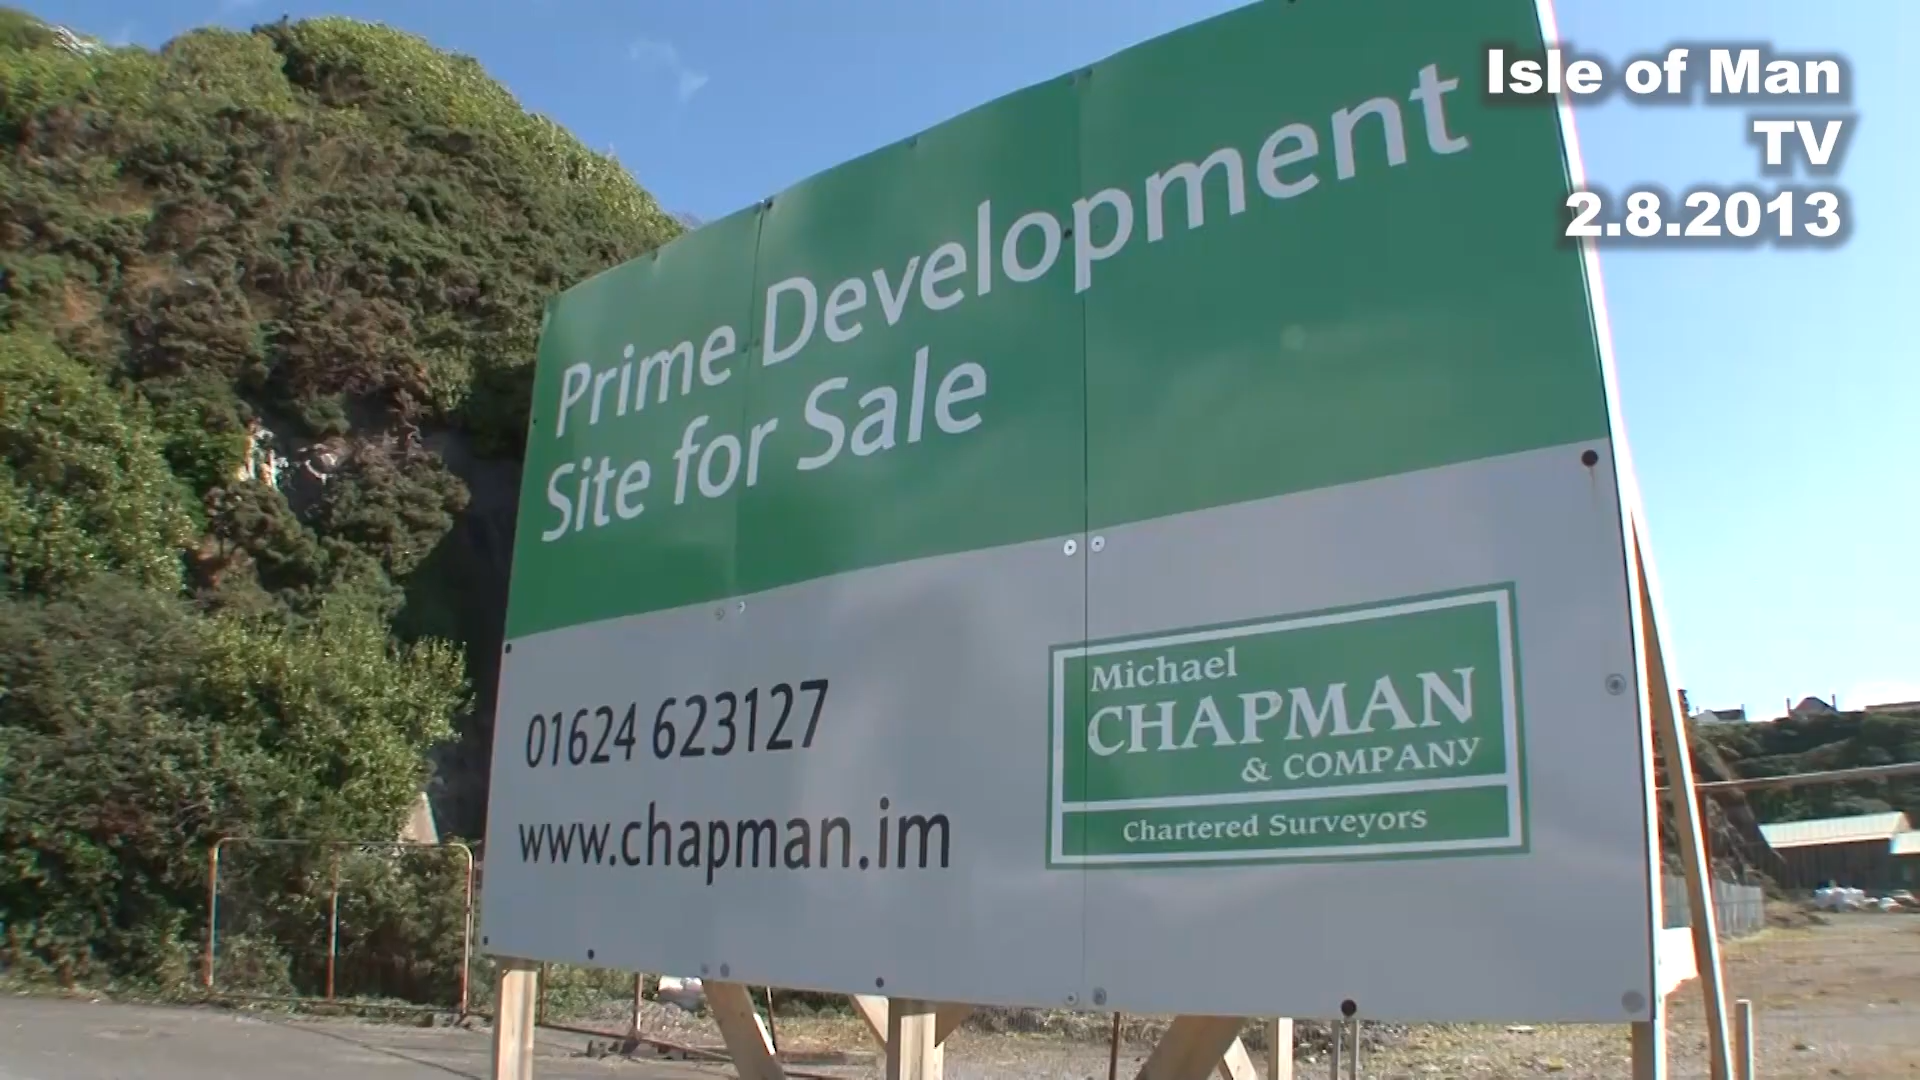 Isle of Man
TV
2.8.2013
Prime Development
Site for Sale
01624 623127
www.chapman.im
Michael
CHAPMAN
& COMPANY
Chartered Surveyors